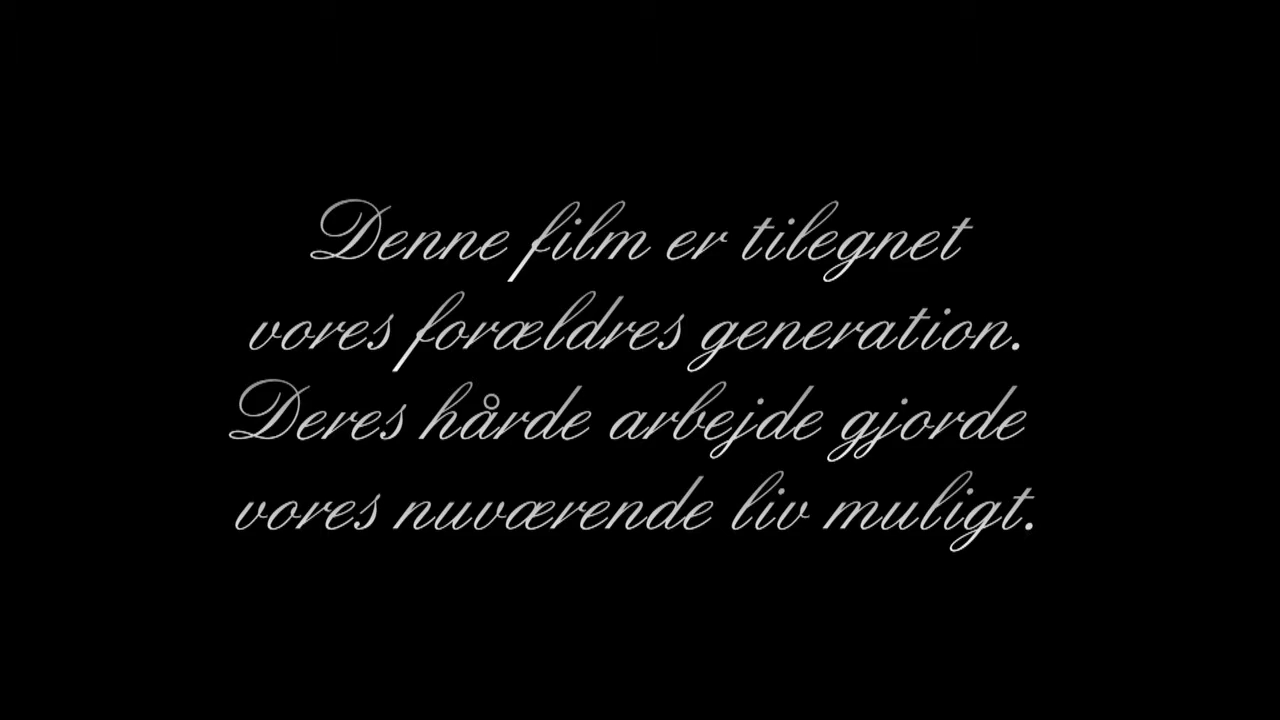 Denne film er tilegnet
vores forældres generation.
Deres hårde arbejde gjorde
vores nuværende liv muligt.